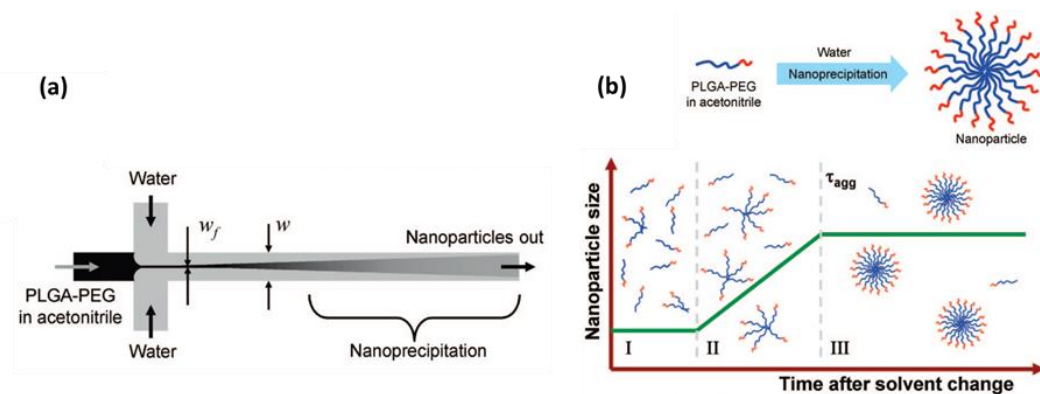 (a)
Water
w_f
w
Nanoparticles out
PLGA-PEG
in acetonitrile
Water
Nanoprecipitation
(b)
Water
Nanoprecipitation
PLGA-PEG
in acetonitrile
Nanoparticle
τagg
Nanoparticle size
I
II
III
Time after solvent change